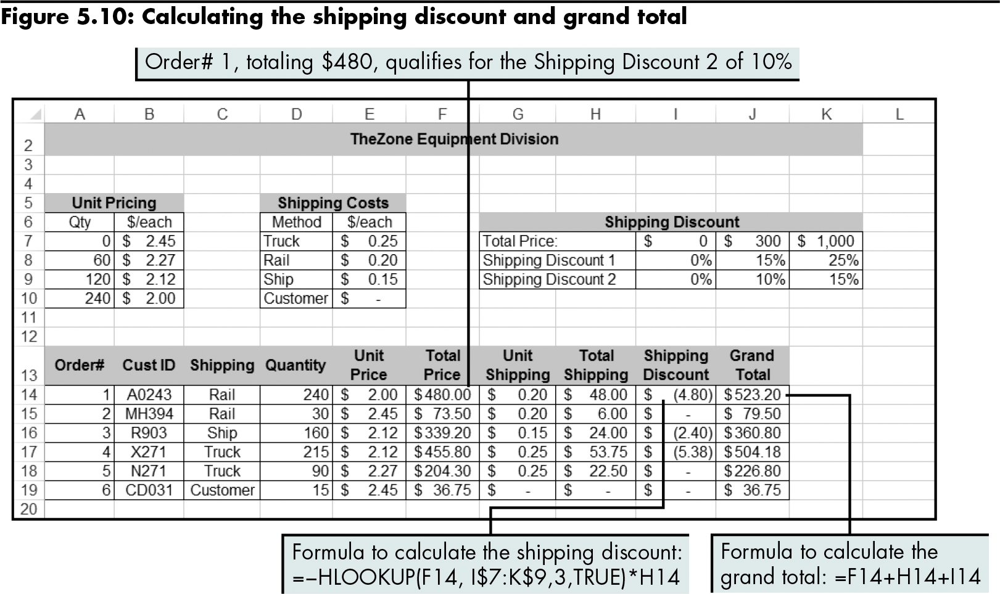 Figure 5.10: Calculating the shipping discount and grand total
Order# 1, totaling $480, qualifies for the Shipping Discount 2 of 10%
A B C D E F G H I J K L
2 TheZone Equipment Division
3
4
5 Unit Pricing Shipping Costs
6 Qty $/each Method $/each Shipping Discount
7 0 $ 2.45 Truck $ 0.25 Total Price: $ 0 $ 300 $ 1,000
8 60 $ 2.27 Rail $ 0.20 Shipping Discount 1 0% 15% 25%
9 120 $ 2.12 Ship $ 0.15 Shipping Discount 2 0% 10% 15%
10 240 $ 2.00 Customer $ -
11
12
13 Order# Cust ID Shipping Quantity Unit Price Total Price Unit Shipping Total Shipping Shipping Discount Grand Total
14 1 A0243 Rail 240 $ 2.00 $480.00 $ 0.20 $ 48.00 $ (4.80) $523.20
15 2 MH394 Rail 30 $ 2.45 $ 73.50 $ 0.20 $ 6.00 $ - $ 79.50
16 3 R903 Ship 160 $ 2.12 $339.20 $ 0.15 $ 24.00 $ (2.40) $360.80
17 4 X271 Truck 215 $ 2.12 $455.80 $ 0.25 $ 53.75 $ (5.38) $504.18
18 5 N271 Truck 90 $ 2.27 $204.30 $ 0.25 $ 22.50 $ - $226.80
19 6 CD031 Customer 15 $ 2.45 $ 36.75 $ - $ - $ - $ 36.75
20
Formula to calculate the shipping discount:
=–HLOOKUP(F14, I$7:K$9,3,TRUE)*H14
Formula to calculate the
grand total: =F14+H14+I14